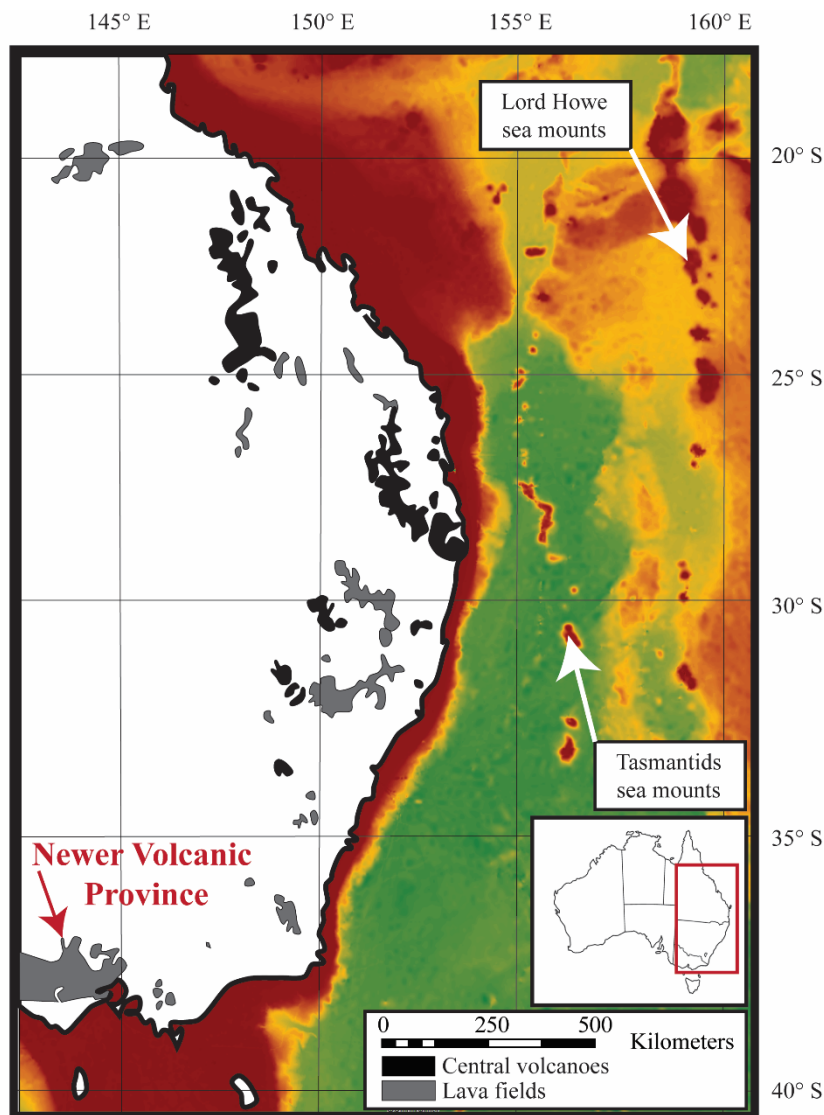 145° E
150° E
155° E
160° E
Lord Howe
sea mounts
20° S
25° S
30° S
Tasmantids
sea mounts
35° S
Newer Volcanic
Province
0
250
500
Kilometers
Central volcanoes
Lava fields
40° S